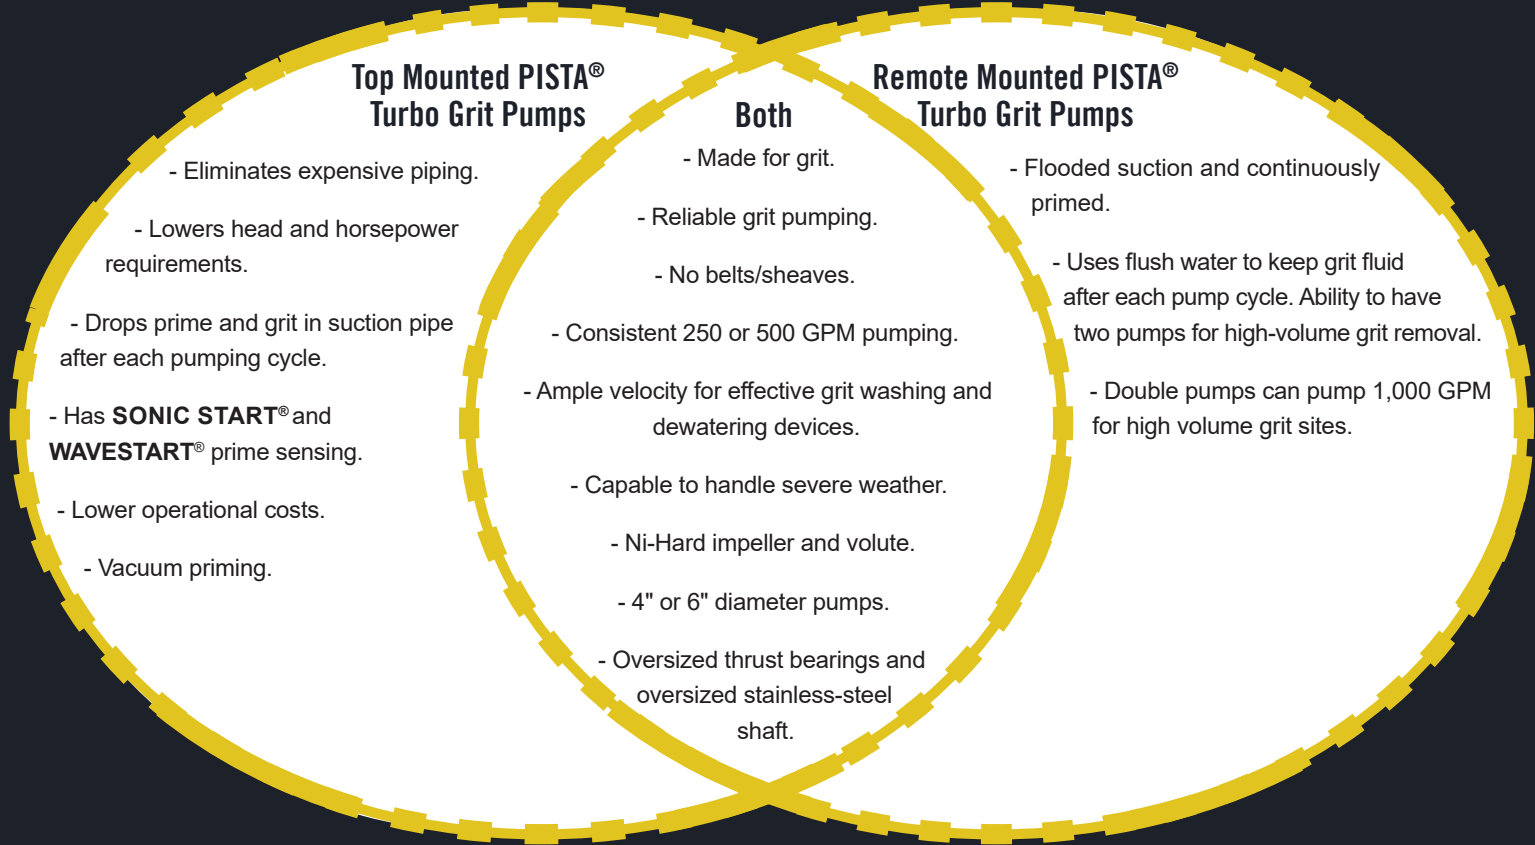 Top Mounted PISTA®
Turbo Grit Pumps
- Eliminates expensive piping.
- Lowers head and horsepower
requirements.
- Drops prime and grit in suction pipe
after each pumping cycle.
- Has SONIC START® and
WAVESTART® prime sensing.
- Lower operational costs.
- Vacuum priming.
Both
- Made for grit.
- Reliable grit pumping.
- No belts/sheaves.
- Consistent 250 or 500 GPM pumping.
- Ample velocity for effective grit washing and
dewatering devices.
- Capable to handle severe weather.
- Ni-Hard impeller and volute.
- 4" or 6" diameter pumps.
- Oversized thrust bearings and
oversized stainless-steel
shaft.
Remote Mounted PISTA®
Turbo Grit Pumps
- Flooded suction and continuously
primed.
- Uses flush water to keep grit fluid
after each pump cycle. Ability to have
two pumps for high-volume grit removal.
- Double pumps can pump 1,000 GPM
for high volume grit sites.